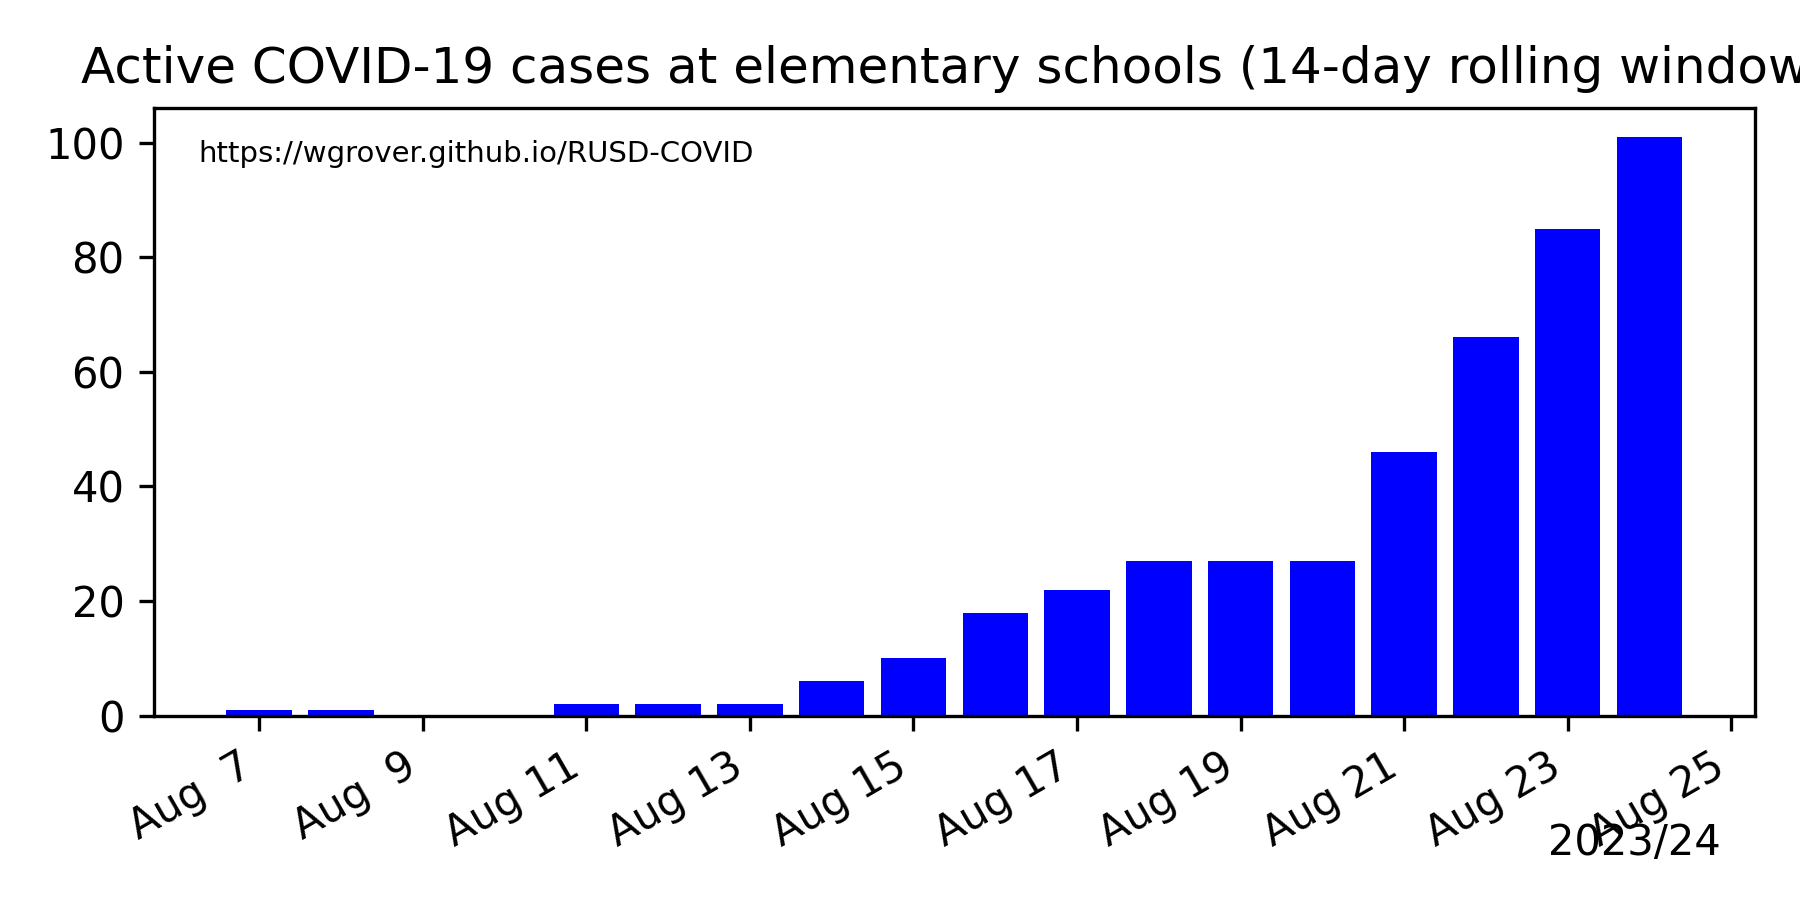 Active COVID-19 cases at elementary schools (14-day rolling window
https://wgrover.github.io/RUSD-COVID
100
80
60
40
20
0
Aug 7 Aug 9 Aug 11 Aug 13 Aug 15 Aug 17 Aug 19 Aug 21 Aug 23 Aug 25
2023/24